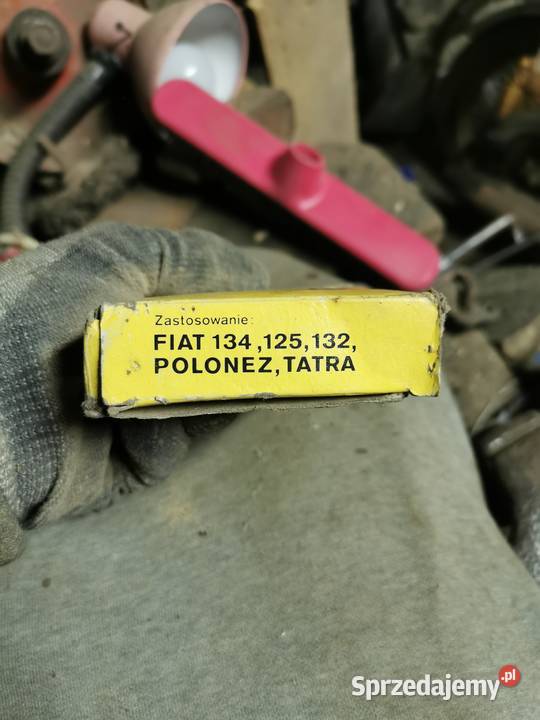 Zastosowanie:
FIAT 134,125,132,
POLONEZ,TATRA
Sprzedajemy.pl